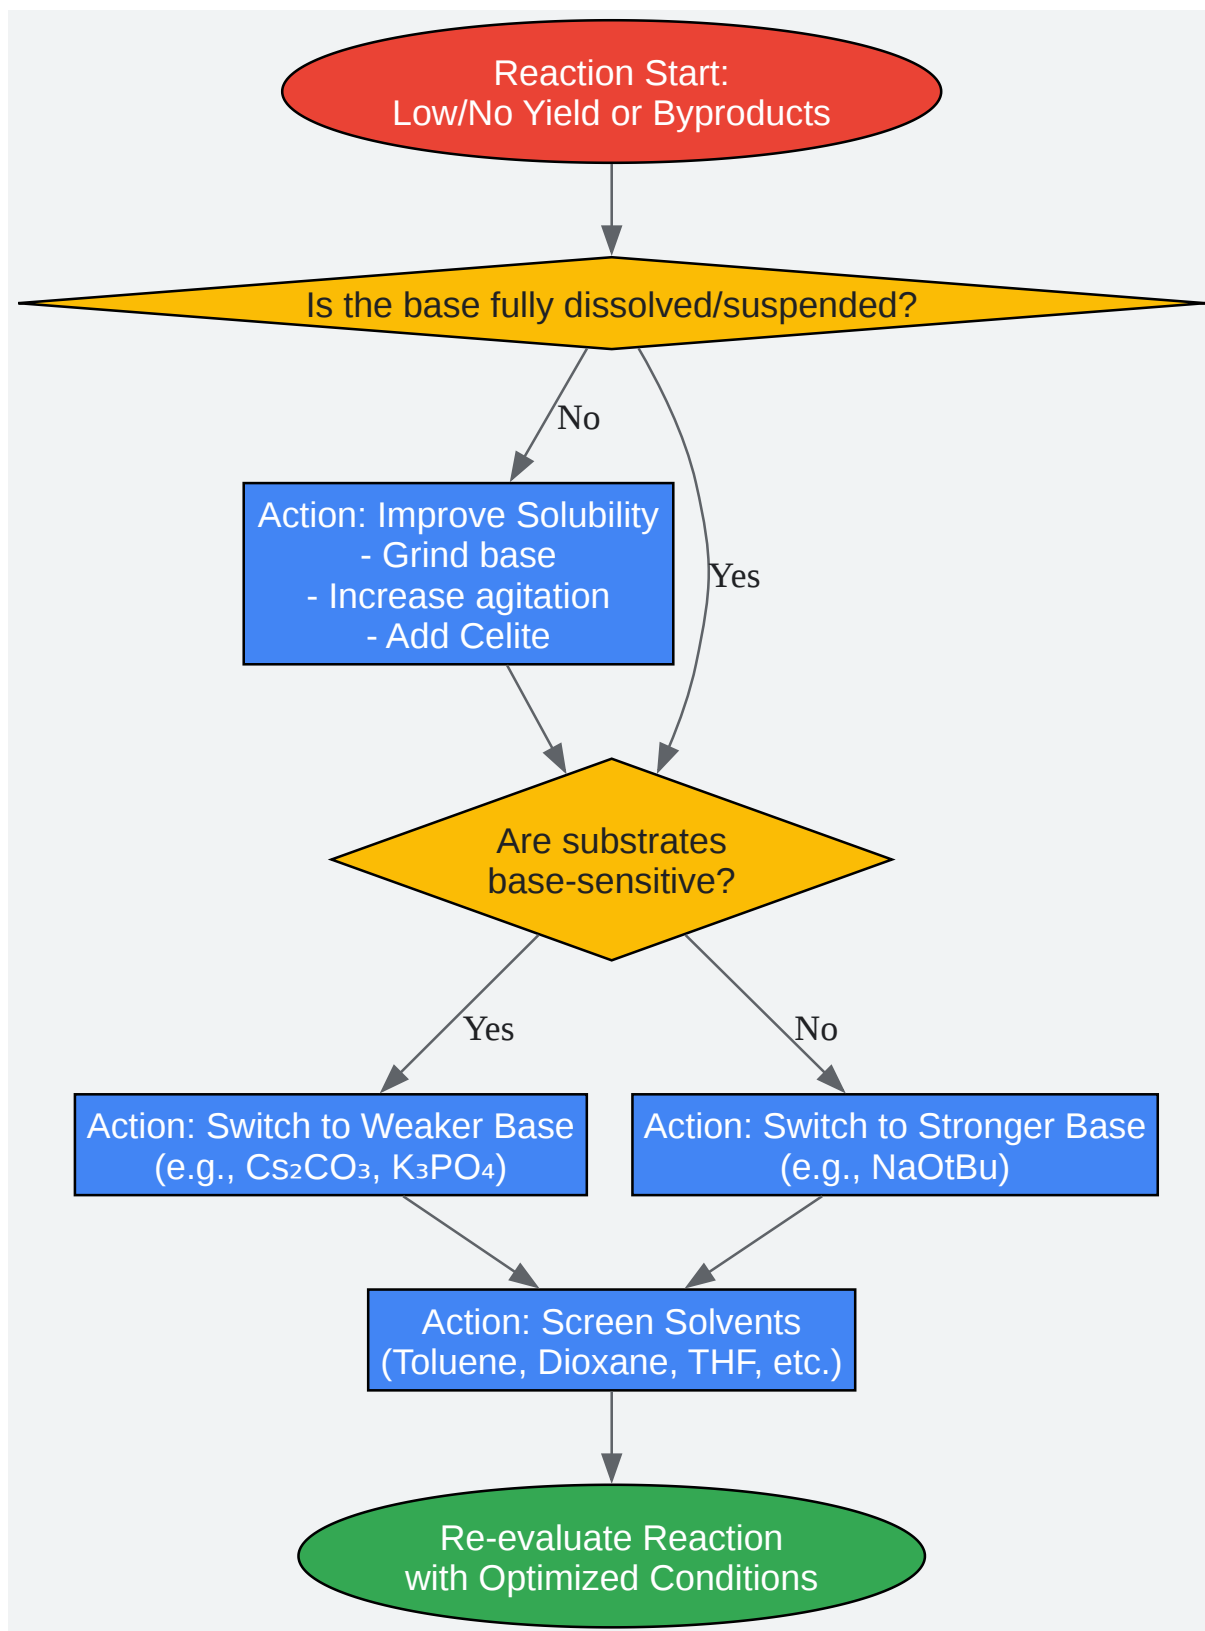 Reaction Start:
Low/No Yield or Byproducts
Is the base fully dissolved/suspended?
No
Action: Improve Solubility
- Grind base
- Increase agitation
- Add Celite
Yes
Are substrates
base-sensitive?
Yes
No
Action: Switch to Weaker Base
(e.g., Cs₂CO₃, K₃PO₄)
Action: Switch to Stronger Base
(e.g., NaOtBu)
Action: Screen Solvents
(Toluene, Dioxane, THF, etc.)
Re-evaluate Reaction
with Optimized Conditions